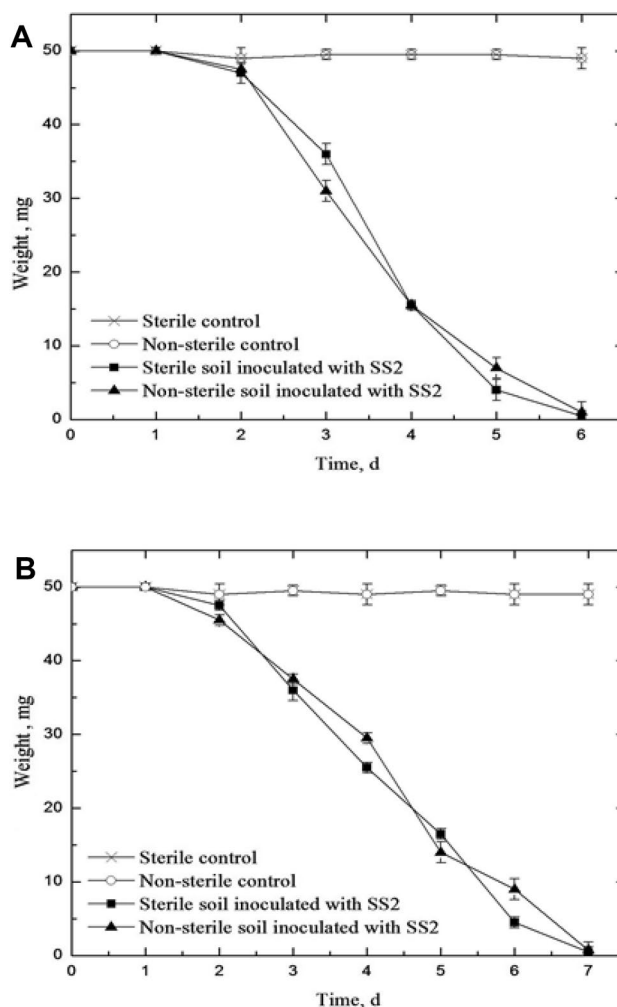 A
50
40
30
20
10
0
Weight, mg
Sterile control
Non-sterile control
Sterile soil inoculated with SS2
Non-sterile soil inoculated with SS2
0 1 2 3 4 5 6
Time, d
B
50
40
30
20
10
0
Weight, mg
Sterile control
Non-sterile control
Sterile soil inoculated with SS2
Non-sterile soil inoculated with SS2
0 1 2 3 4 5 6 7
Time, d